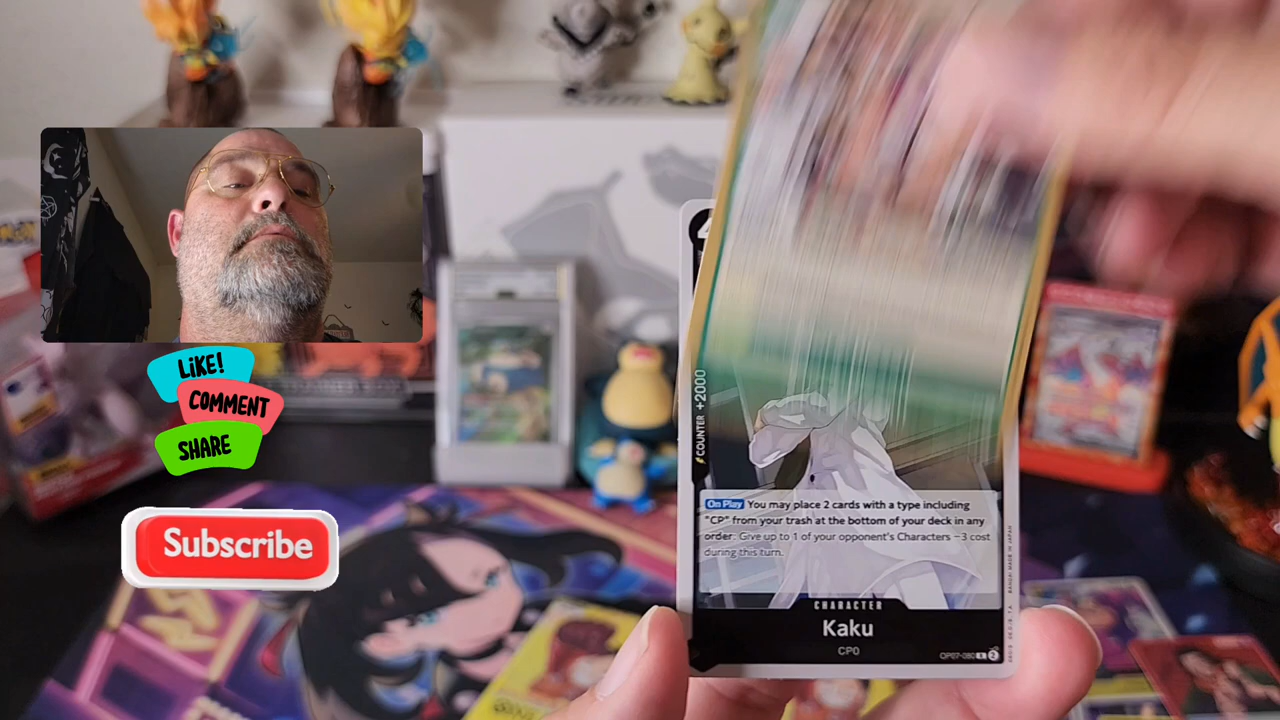 LiKE!
COMMENT
SHARE
Subscribe
COUNTER +2000
On Play You may place 2 cards with a type including
"CP" from your trash at the bottom of your deck in any
order: Give up to 1 of your opponent's Characters −3 cost
during this turn.
CHARACTER
Kaku
CP0
OP07-080 R 2